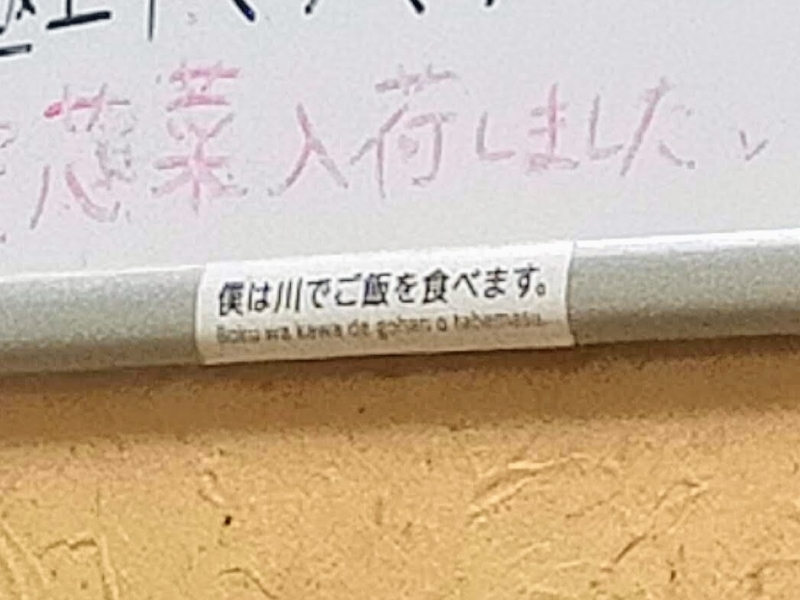 葱菜入荷しました
僕は川でご飯を食べます。
Boku wa kawa de gohan o tabemasu.